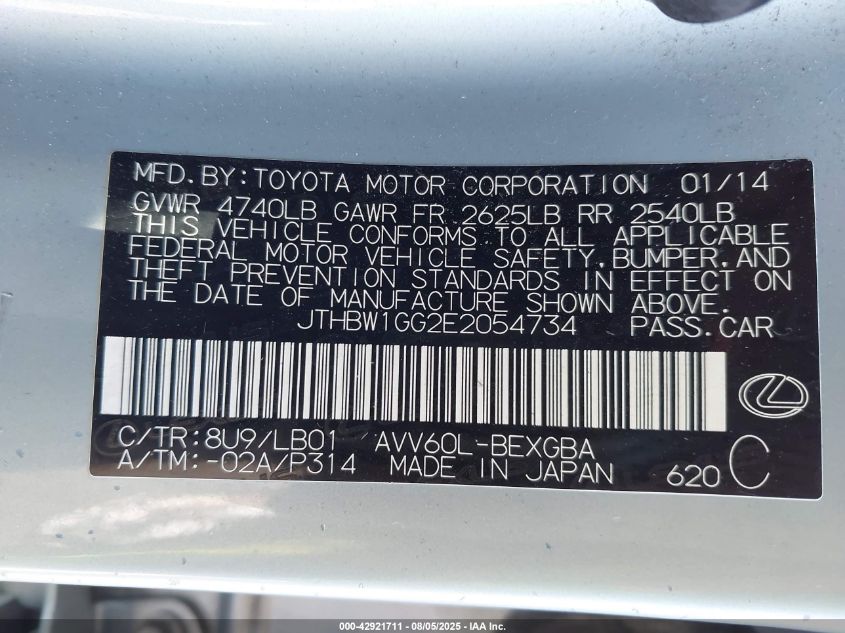 MFD.BY:TOYOTA MOTOR CORPORATION 01/14
GVWR 4740LB GAWR FR 2625LB RR 2540LB
THIS VEHICLE CONFORMS TO ALL APPLICABLE
FEDERAL MOTOR VEHICLE SAFETY,BUMPER,AND
THEFT PREVENTION STANDARDS IN EFFECT ON
THE DATE OF MANUFACTURE SHOWN ABOVE.
JTHBW1GG2E2054734 PASS.CAR
C/TR:8U9/LB01 AVV60L-BEXGBA
A/TM:-02A/P314 MADE IN JAPAN 620 C
000-42921711 - 08/05/2025 - IAA Inc.